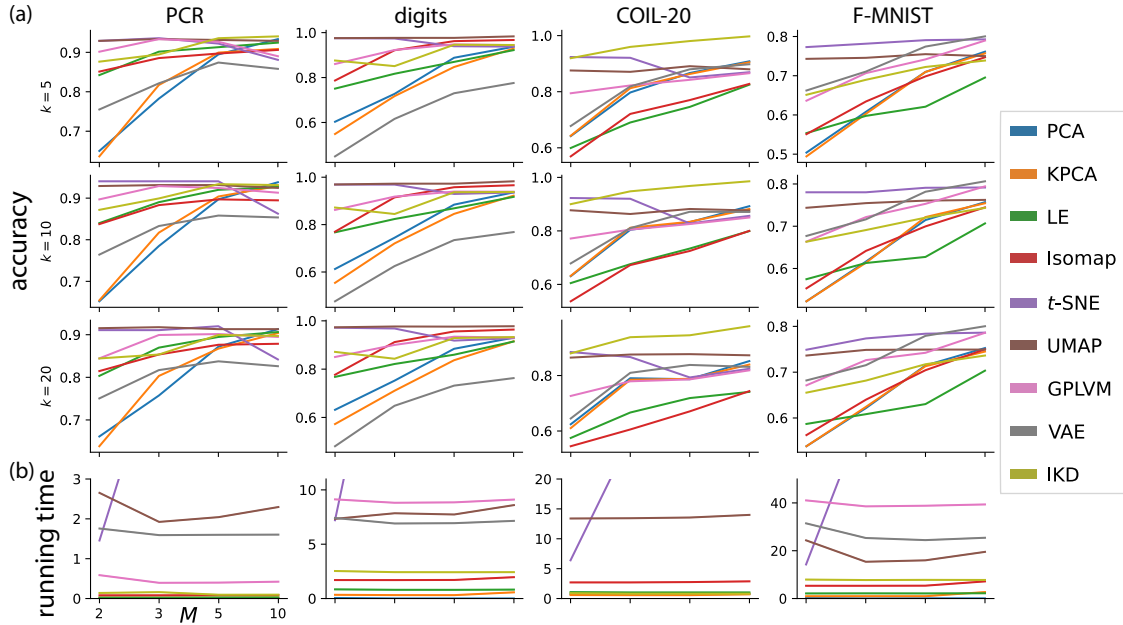 (a)
PCR
digits
COIL-20
F-MNIST
accuracy
k = 5
0.9
0.8
0.7
1.0
0.8
0.6
1.0
0.8
0.6
0.8
0.7
0.6
0.5
k = 10
0.9
0.8
0.7
1.0
0.8
0.6
1.0
0.8
0.6
0.8
0.7
0.6
k = 20
0.9
0.8
0.7
1.0
0.8
0.6
1.0
0.8
0.6
0.8
0.7
0.6
PCA
KPCA
LE
Isomap
t-SNE
UMAP
GPLVM
VAE
IKD
(b)
running time
3
2
1
0
2
3
5
10
M
10
5
0
20
15
10
5
0
40
20
0